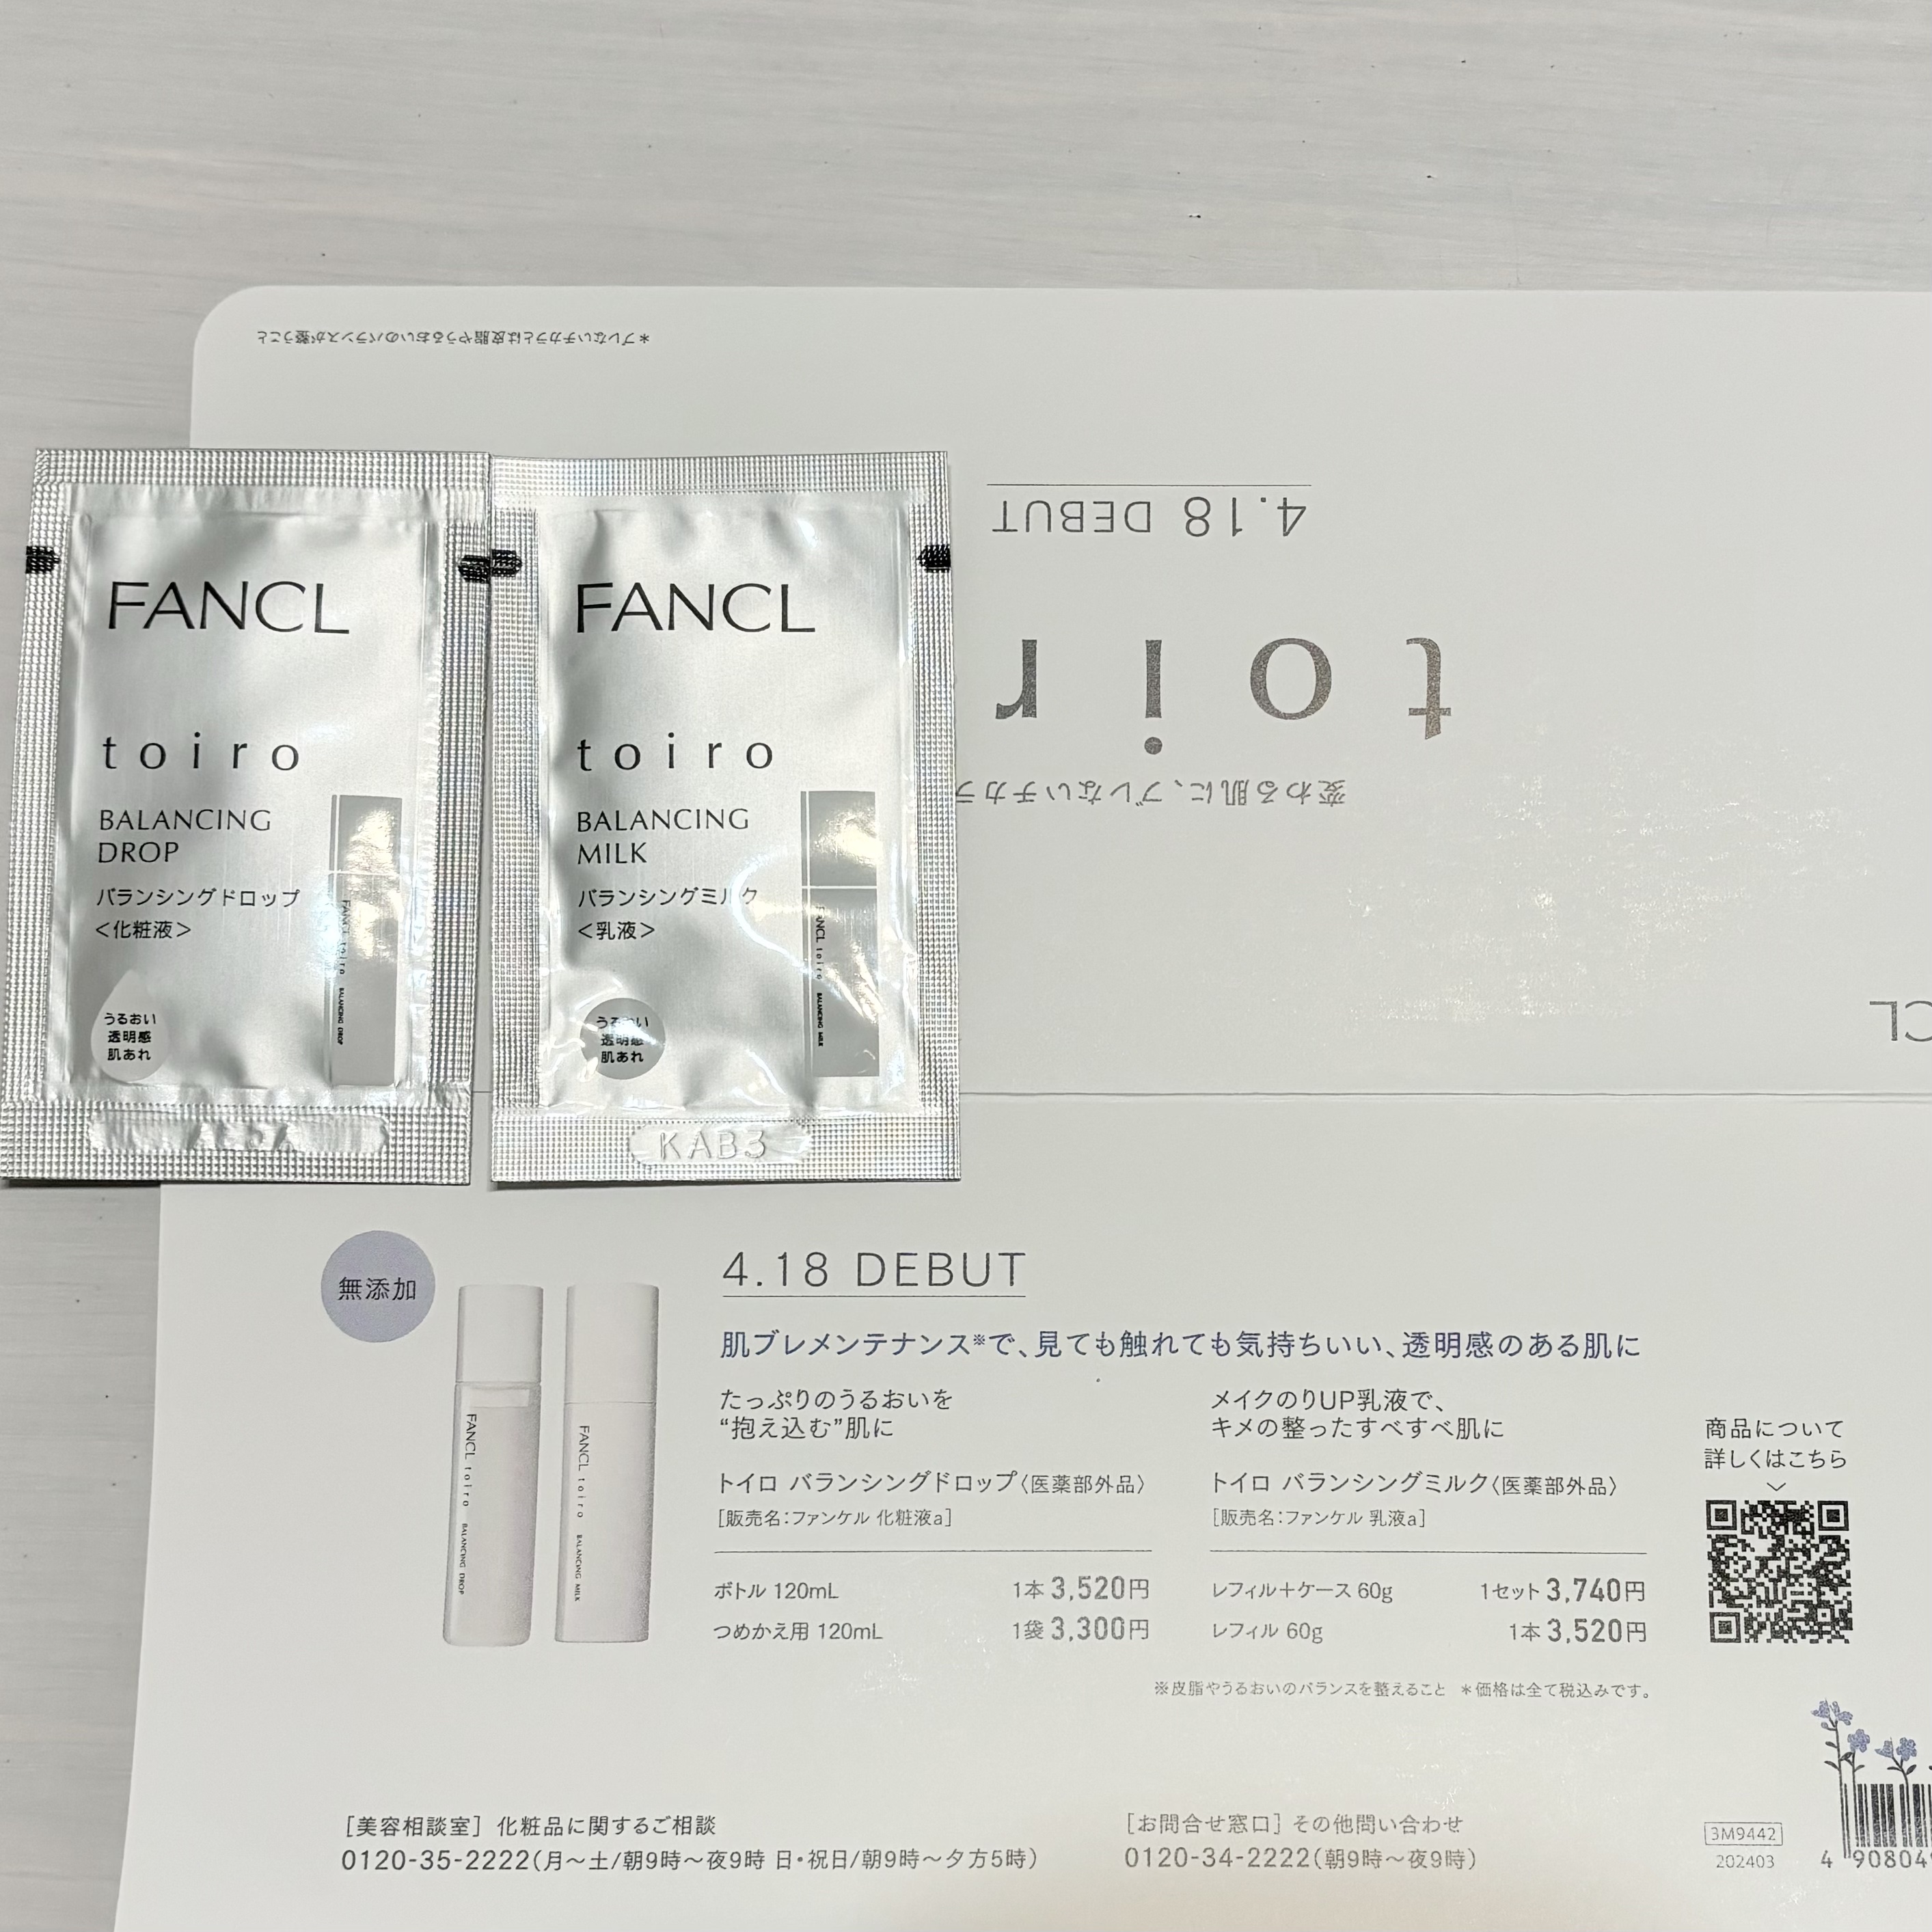 *ブレないチカラとは皮脂やうるおいのバランスが整うこと
4.18 DEBUT
toir
変わる肌に、ブレないチカラ
CL
FANCL
toiro
BALANCING
DROP
バランシングドロップ
<化粧液>
うるおい
透明感
肌あれ
FANCL toiro BALANCING DROP
FANCL
toiro
BALANCING
MILK
バランシングミルク
<乳液>
うるおい
透明感
肌あれ
FANCL toiro BALANCING MILK
KAB3
無添加
FANCL toiro BALANCING DROP
FANCL toiro BALANCING MILK
4.18 DEBUT
肌ブレメンテナンス※で、見ても触れても気持ちいい、透明感のある肌に
たっぷりのうるおいを
“抱え込む”肌に
トイロ バランシングドロップ〈医薬部外品〉
[販売名:ファンケル 化粧液a]
ボトル 120mL 1本 3,520円
つめかえ用 120mL 1袋 3,300円
メイクのりUP乳液で、
キメの整ったすべすべ肌に
トイロ バランシングミルク〈医薬部外品〉
[販売名:ファンケル 乳液a]
レフィル+ケース 60g 1セット 3,740円
レフィル 60g 1本 3,520円
商品について
詳しくはこちら
※皮脂やうるおいのバランスを整えること *価格は全て税込みです。
[美容相談室] 化粧品に関するご相談
0120-35-2222(月〜土/朝9時〜夜9時 日・祝日/朝9時〜夕方5時)
[お問合せ窓口] その他問い合わせ
0120-34-2222(朝9時〜夜9時)
3M9442
202403
4 90804